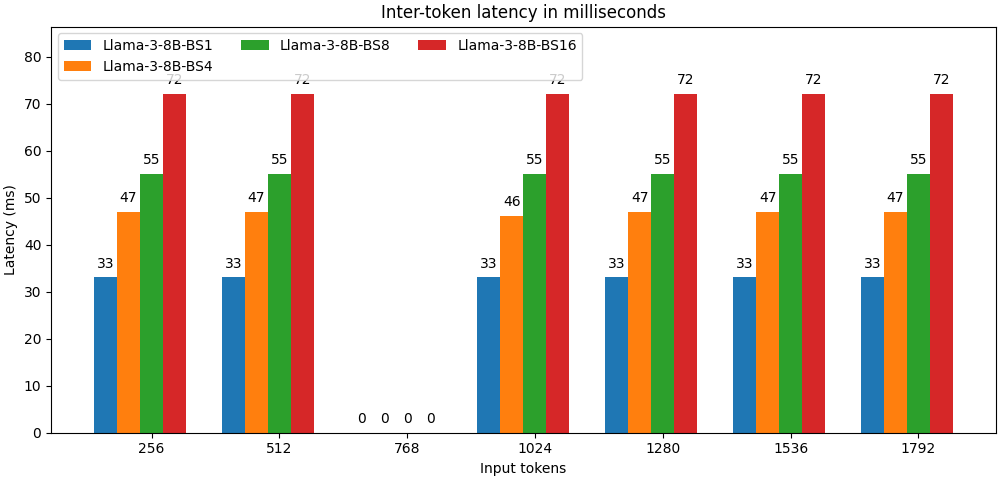 Inter-token latency in milliseconds
Llama-3-8B-BS1 Llama-3-8B-BS8 Llama-3-8B-BS16
Llama-3-8B-BS4
80
70
60
50
40
30
20
10
0
Latency (ms)
33 47 55 72
33 47 55 72
0 0 0 0
33 46 55 72
33 47 55 72
33 47 55 72
33 47 55 72
256 512 768 1024 1280 1536 1792
Input tokens